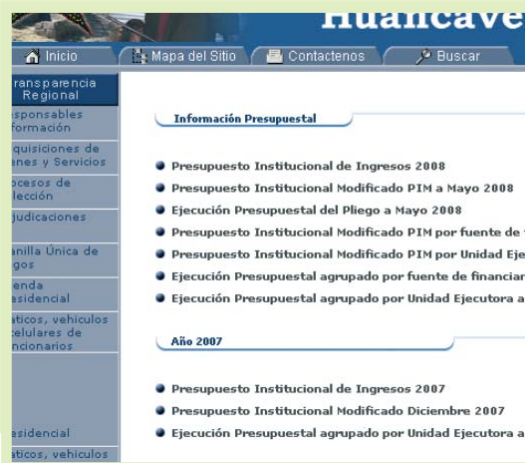 Huancave
Inicio
Mapa del Sitio
Contactenos
Buscar
ransparencia
Regional
sponsables
formación
quisiciones de
enes y Servicios
ocesos de
lección
judicaciones
anilla Única de
gos
enda
esidencial
aticos, vehiculos
celulares de
ncionarios
esidencial
aticos, vehiculos
Información Presupuestal
Presupuesto Institucional de Ingresos 2008
Presupuesto Institucional Modificado PIM a Mayo 2008
Ejecución Presupuestal del Pliego a Mayo 2008
Presupuesto Institucional Modificado PIM por fuente de
Presupuesto Institucional Modificado PIM por Unidad Eje
Ejecución Presupuestal agrupado por fuente de financiar
Ejecución Presupuestal agrupado por Unidad Ejecutora a
Año 2007
Presupuesto Institucional de Ingresos 2007
Presupuesto Institucional Modificado Diciembre 2007
Ejecución Presupuestal agrupado por Unidad Ejecutora a